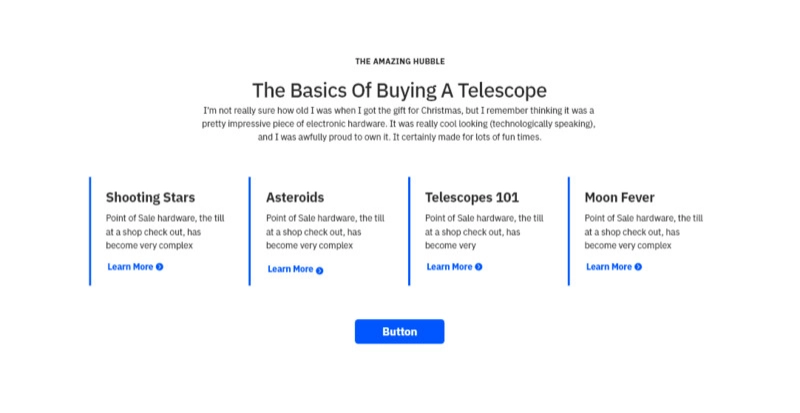 THE AMAZING HUBBLE
The Basics Of Buying A Telescope
I'm not really sure how old I was when I got the gift for Christmas, but I remember thinking it was a
pretty impressive piece of electronic hardware. It was really cool looking (technologically speaking),
and I was awfully proud to own it. It certainly made for lots of fun times.
Shooting Stars
Point of Sale hardware, the till
at a shop check out, has
become very complex
Learn More
Asteroids
Point of Sale hardware, the till
at a shop check out, has
become very complex
Learn More
Telescopes 101
Point of Sale hardware, the till
at a shop check out, has
become very
Learn More
Moon Fever
Point of Sale hardware, the till
at a shop check out, has
become very complex
Learn More
Button